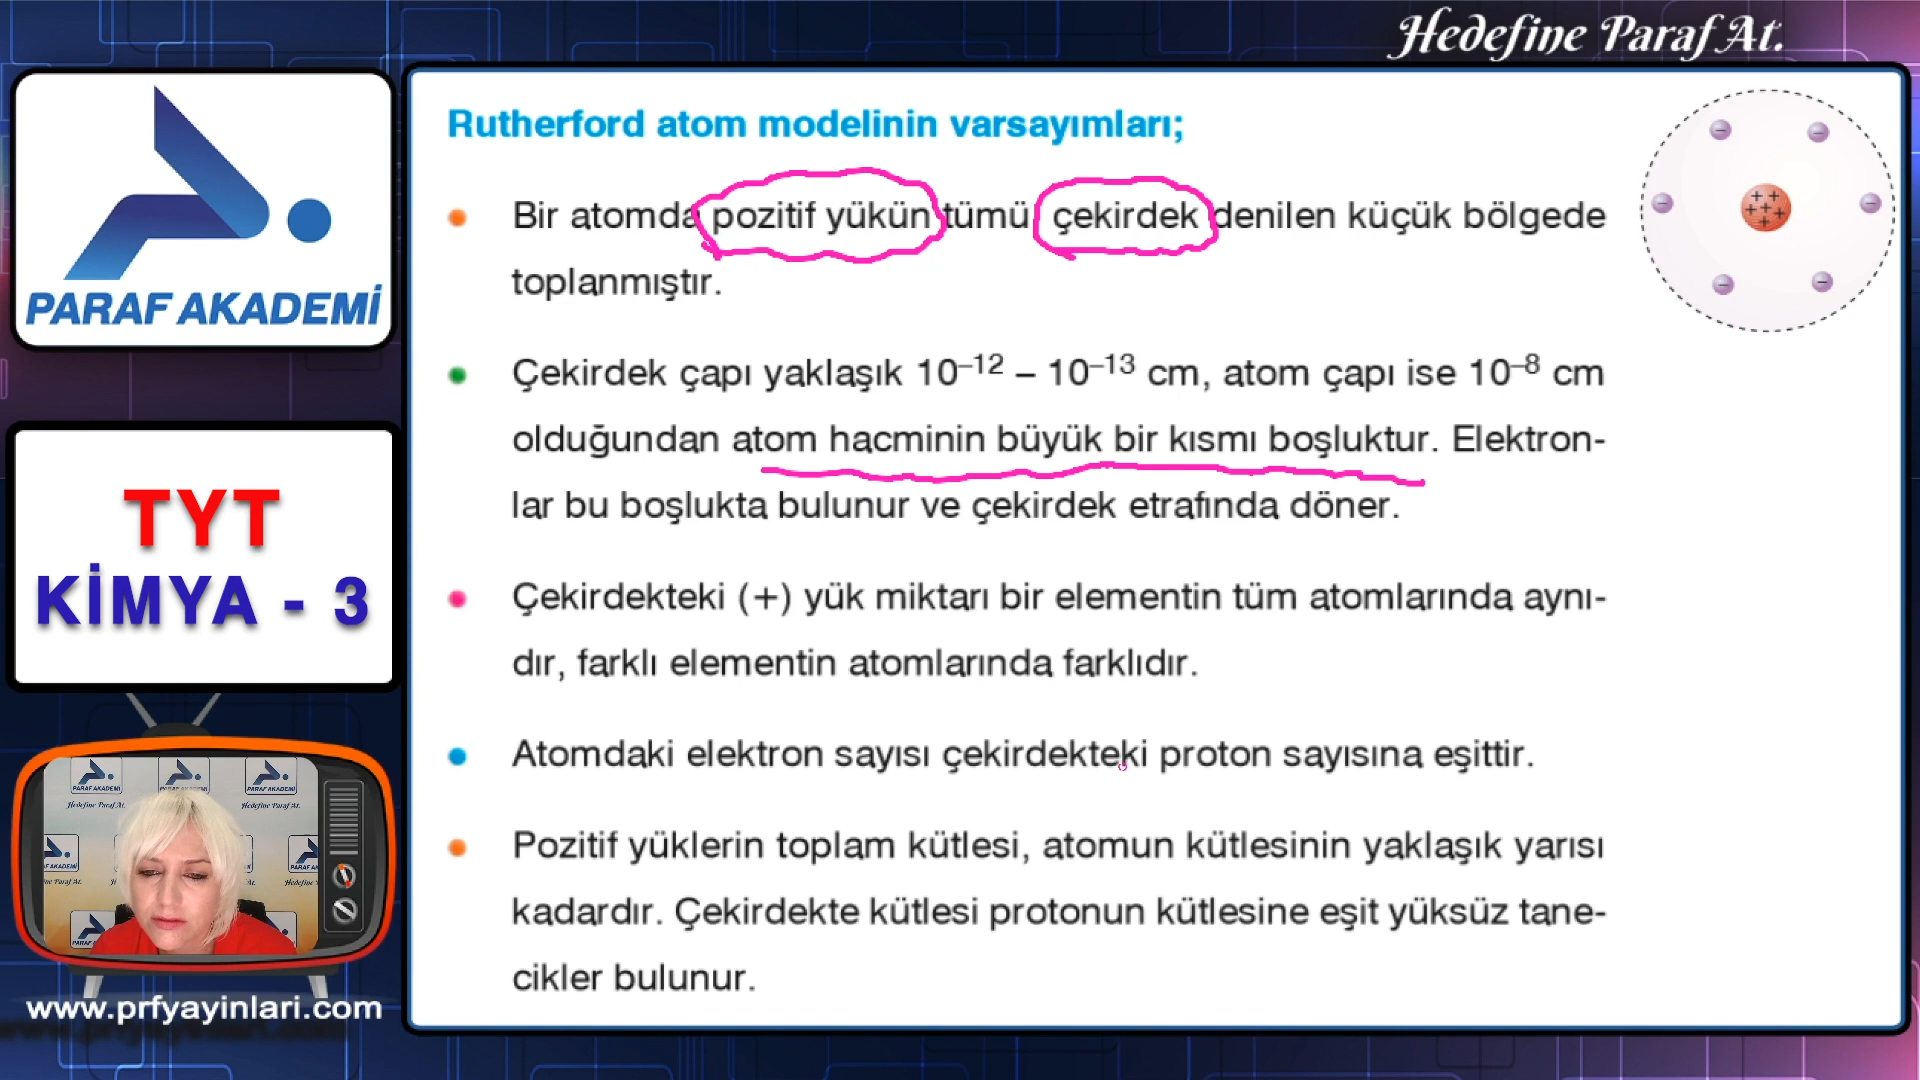 Hedefine Paraf At.
PARAF AKADEMİ
TYT
KİMYA - 3
www.prfyayinlari.com
Rutherford atom modelinin varsayımları;
Bir atomda pozitif yükün tümü çekirdek denilen küçük bölgede
toplanmıştır.
Çekirdek çapı yaklaşık 10⁻¹² – 10⁻¹³ cm, atom çapı ise 10⁻⁸ cm
olduğundan atom hacminin büyük bir kısmı boşluktur. Elektron-
lar bu boşlukta bulunur ve çekirdek etrafında döner.
Çekirdekteki (+) yük miktarı bir elementin tüm atomlarında aynı-
dır, farklı elementin atomlarında farklıdır.
Atomdaki elektron sayısı çekirdekteki proton sayısına eşittir.
Pozitif yüklerin toplam kütlesi, atomun kütlesinin yaklaşık yarısı
kadardır. Çekirdekte kütlesi protonun kütlesine eşit yüksüz tane-
cikler bulunur.